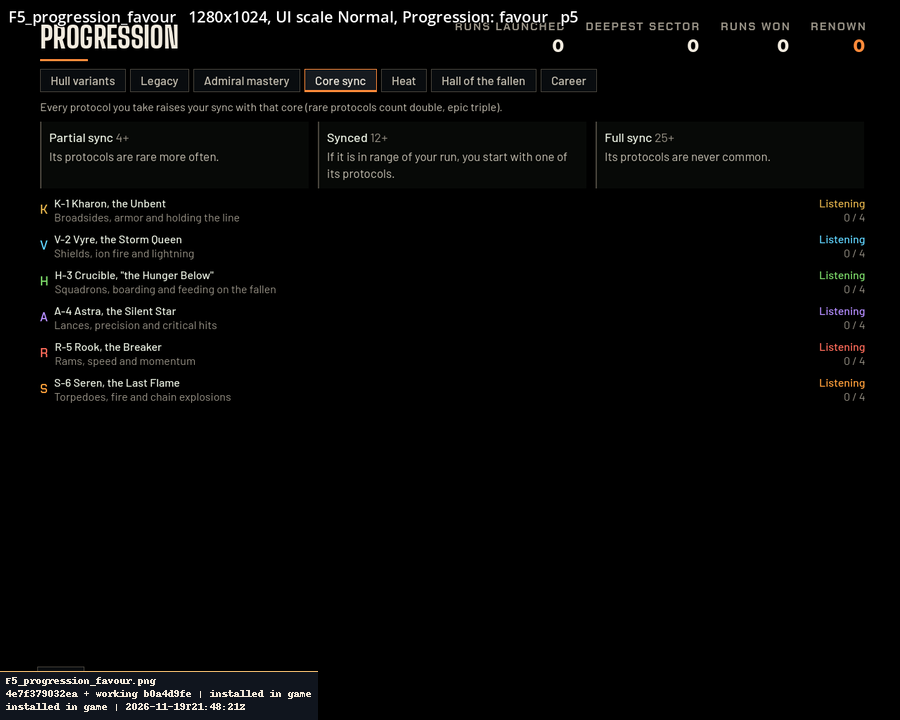 F5_progression_favour 1280x1024, UI scale Normal, Progression: favour p5
PROGRESSION
RUNS LAUNCHED DEEPEST SECTOR RUNS WON RENOWN
0 0 0 0
Hull variants Legacy Admiral mastery Core sync Heat Hall of the fallen Career
Every protocol you take raises your sync with that core (rare protocols count double, epic triple).
Partial sync 4+
Its protocols are rare more often.
Synced 12+
If it is in range of your run, you start with one of
its protocols.
Full sync 25+
Its protocols are never common.
K K-1 Kharon, the Unbent Listening
Broadsides, armor and holding the line 0 / 4
V V-2 Vyre, the Storm Queen Listening
Shields, ion fire and lightning 0 / 4
H H-3 Crucible, "the Hunger Below" Listening
Squadrons, boarding and feeding on the fallen 0 / 4
A A-4 Astra, the Silent Star Listening
Lances, precision and critical hits 0 / 4
R R-5 Rook, the Breaker Listening
Rams, speed and momentum 0 / 4
S S-6 Seren, the Last Flame Listening
Torpedoes, fire and chain explosions 0 / 4
F5_progression_favour.png
4e7f379032ea + working b0a4d9fe | installed in game
installed in game | 2026-11-19T21:48:21Z